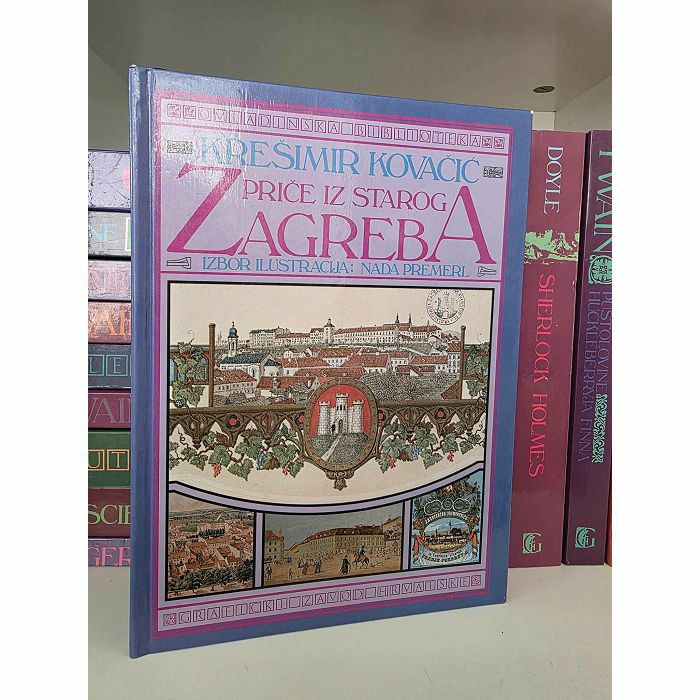 OMLADINSKA BIBLIOTEKA
KREŠIMIR KOVAČIĆ
PRIČE IZ STAROG
ZAGREBA
IZBOR ILUSTRACIJA: NADA PREMERL
GRAFIČKI ZAVOD HRVATSKE
DOYLE
SHERLOCK HOLMES
TWAIN
PUSTOLOVINE
HUCKLEBERRYJA FINNA